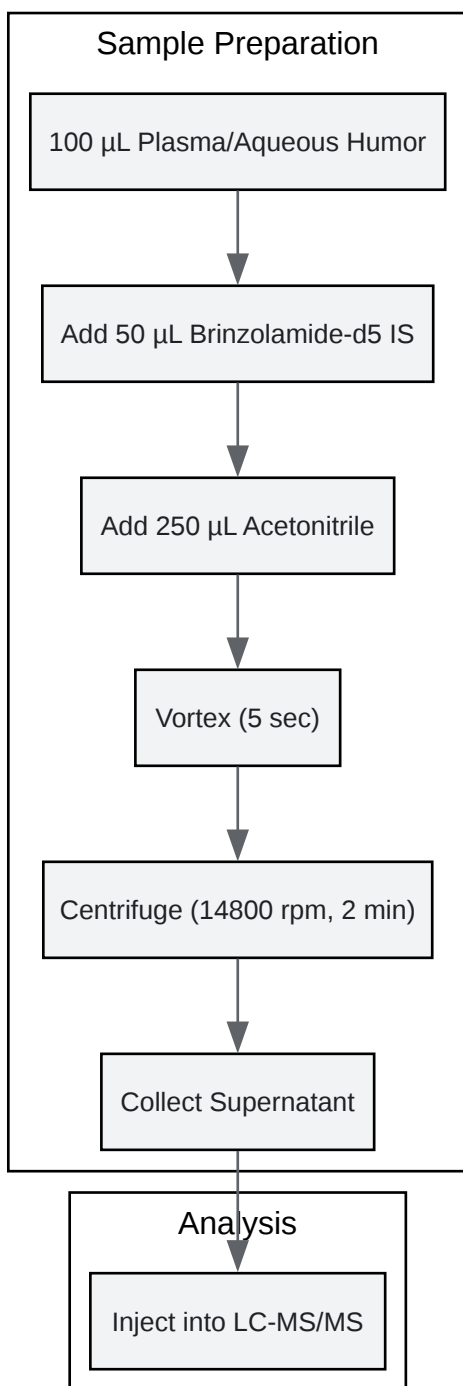 Sample Preparation
100 µL Plasma/Aqueous Humor
Add 50 µL Brinzolamide-d5 IS
Add 250 µL Acetonitrile
Vortex (5 sec)
Centrifuge (14800 rpm, 2 min)
Collect Supernatant
Analysis
Inject into LC-MS/MS